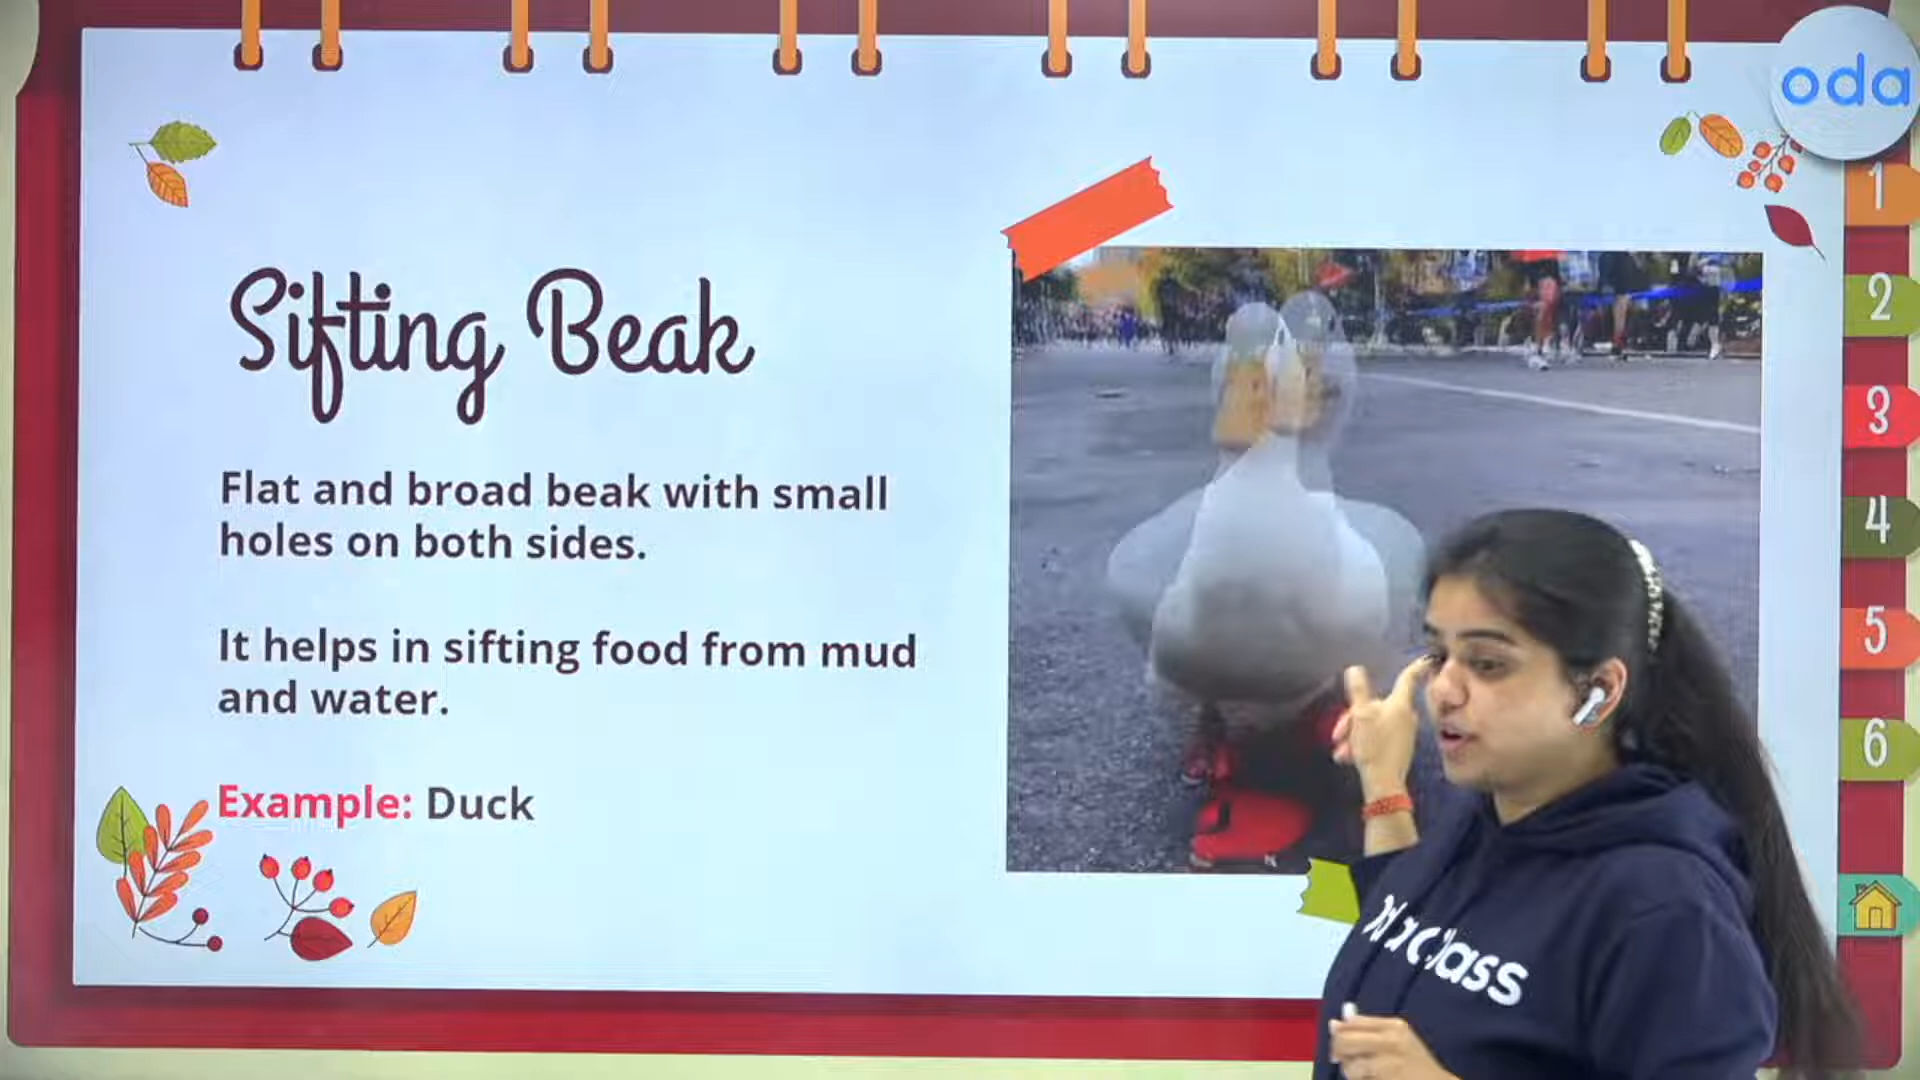 oda
1
2
3
4
5
6
Sifting Beak
Flat and broad beak with small
holes on both sides.
It helps in sifting food from mud
and water.
Example: Duck